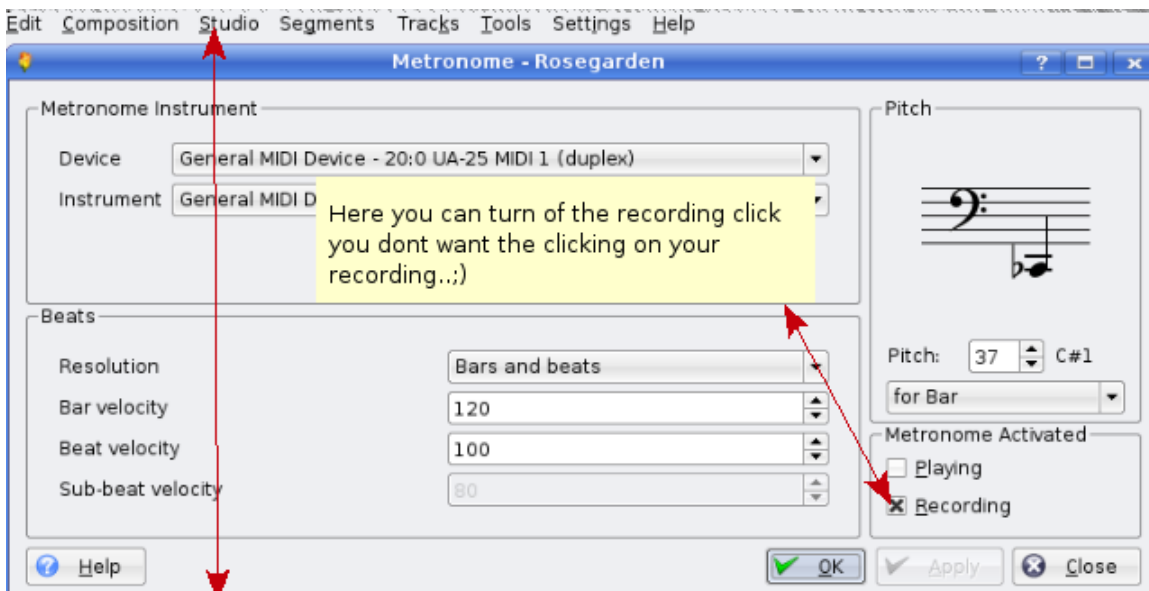 Edit Composition Studio Segments Tracks Tools Settings Help
Metronome - Rosegarden
Metronome Instrument
Device General MIDI Device - 20:0 UA-25 MIDI 1 (duplex)
Instrument General MIDI D
Here you can turn of the recording click
you dont want the clicking on your
recording..;)
Beats
Resolution Bars and beats
Bar velocity 120
Beat velocity 100
Sub-beat velocity 80
Pitch
Pitch: 37 C#1
for Bar
Metronome Activated
Playing
Recording
Help OK Apply Close